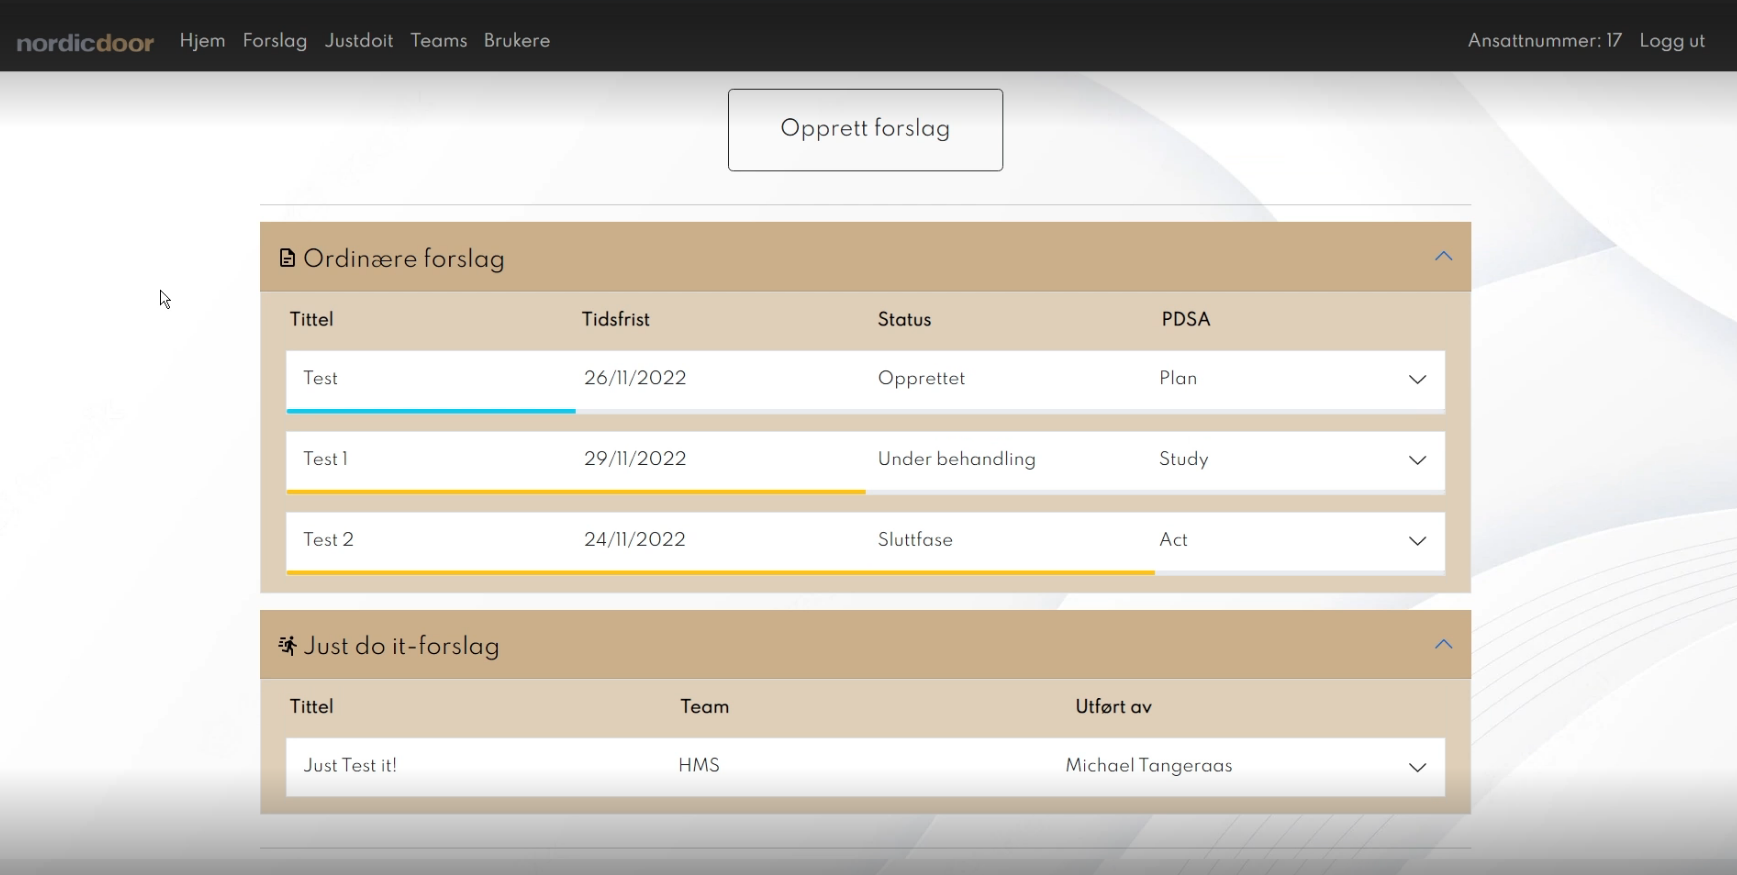 nordicdoor Hjem Forslag Justdoit Teams Brukere Ansattnummer: 17 Logg ut
Opprett forslag
Ordinære forslag
Tittel Tidsfrist Status PDSA
Test 26/11/2022 Opprettet Plan
Test 1 29/11/2022 Under behandling Study
Test 2 24/11/2022 Sluttfase Act
Just do it-forslag
Tittel Team Utført av
Just Test it! HMS Michael Tangeraas